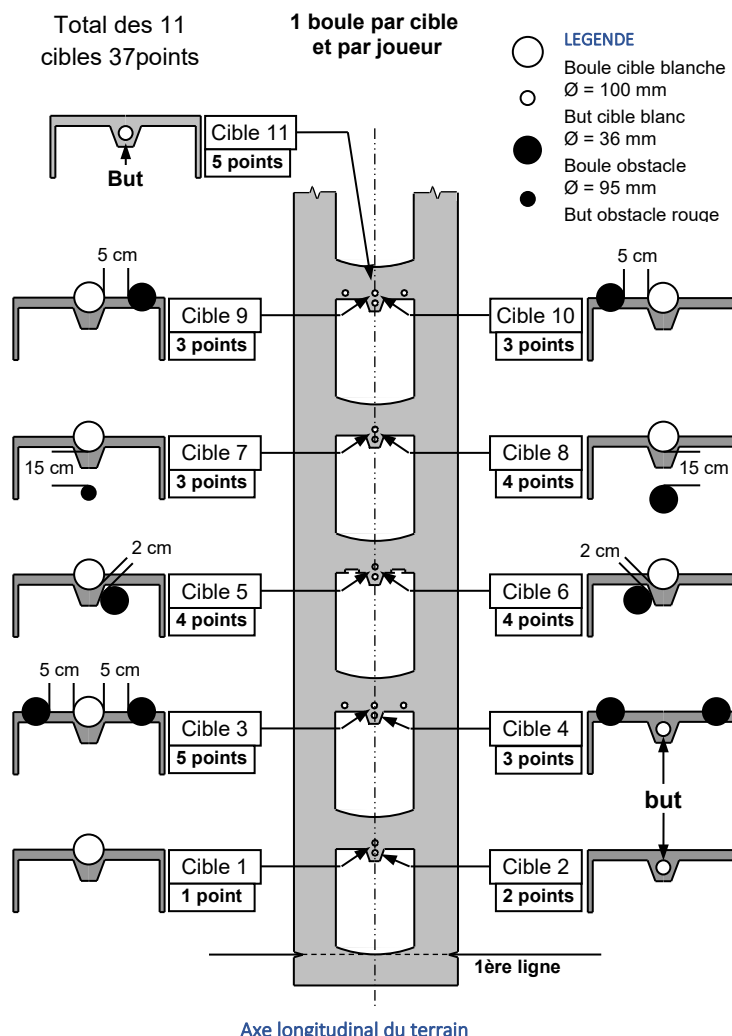 Total des 11
cibles 37points
1 boule par cible
et par joueur
LEGENDE
Boule cible blanche
Ø = 100 mm
But cible blanc
Ø = 36 mm
Boule obstacle
Ø = 95 mm
But obstacle rouge
Cible 11
5 points
But
5 cm
Cible 9
3 points
Cible 10
3 points
5 cm
15 cm
Cible 7
3 points
Cible 8
4 points
15 cm
2 cm
Cible 5
4 points
Cible 6
4 points
2 cm
5 cm 5 cm
Cible 3
5 points
Cible 4
3 points
but
Cible 1
1 point
Cible 2
2 points
1ère ligne
Axe longitudinal du terrain